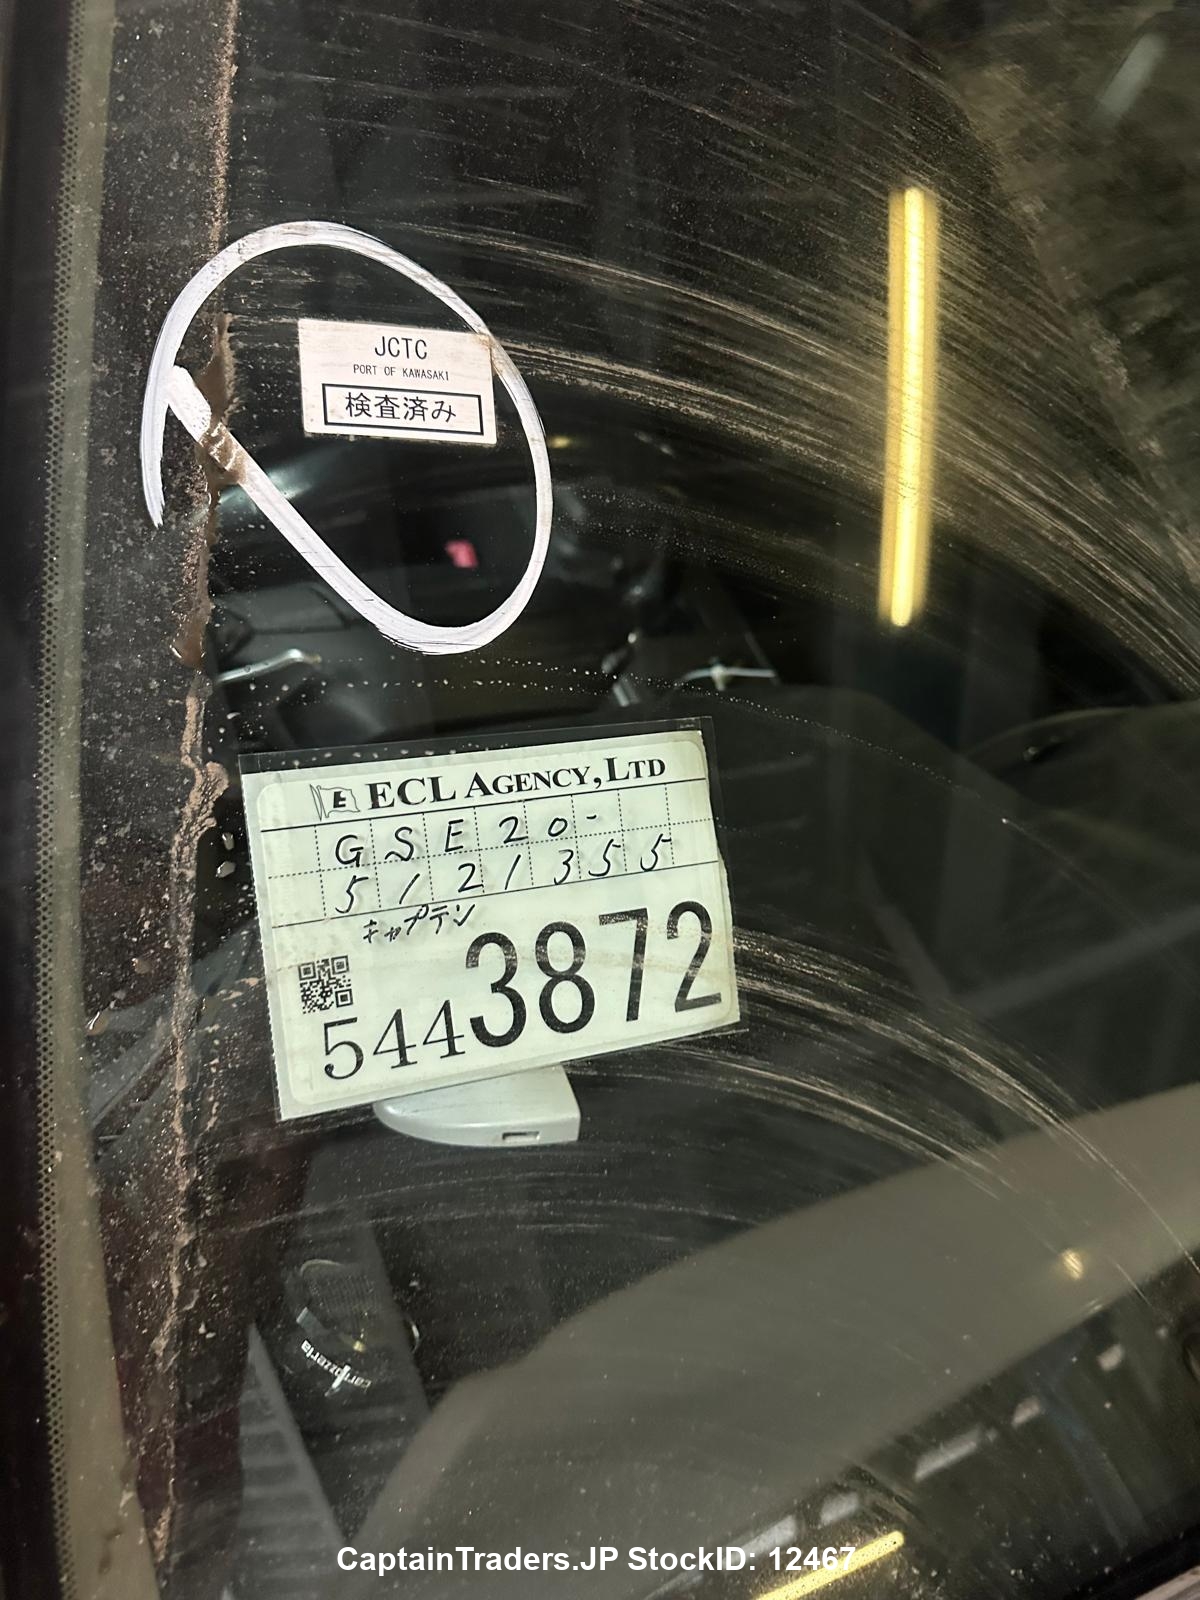 JCTC
PORT OF KAWASAKI
検査済み
E ECL AGENCY, LTD
GSE20-
5121355
キャプテン
5443872
carrozzeria
CaptainTraders.JP StockID: 12467